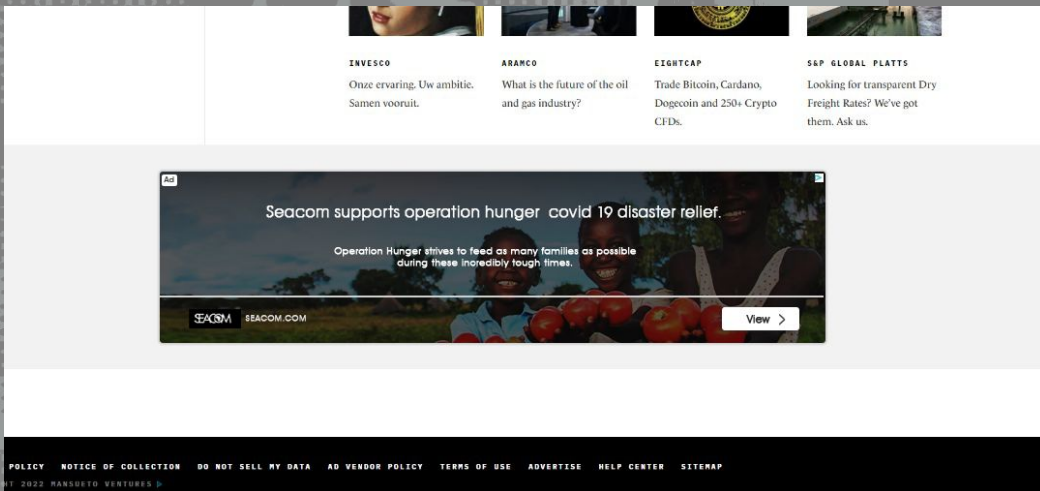 INVESCO
Onze ervaring. Uw ambitie.
Samen vooruit.
ARAMCO
What is the future of the oil
and gas industry?
EIGHTCAP
Trade Bitcoin, Cardano,
Dogecoin and 250+ Crypto
CFDs.
S&P GLOBAL PLATTS
Looking for transparent Dry
Freight Rates? We've got
them. Ask us.
Ad
Seacom supports operation hunger covid 19 disaster relief.
Operation Hunger strives to feed as many families as possible
during these incredibly tough times.
SEACOM SEACOM.COM
View
POLICY NOTICE OF COLLECTION DO NOT SELL MY DATA AD VENDOR POLICY TERMS OF USE ADVERTISE HELP CENTER SITEMAP
HT 2022 MANSUETO VENTURES